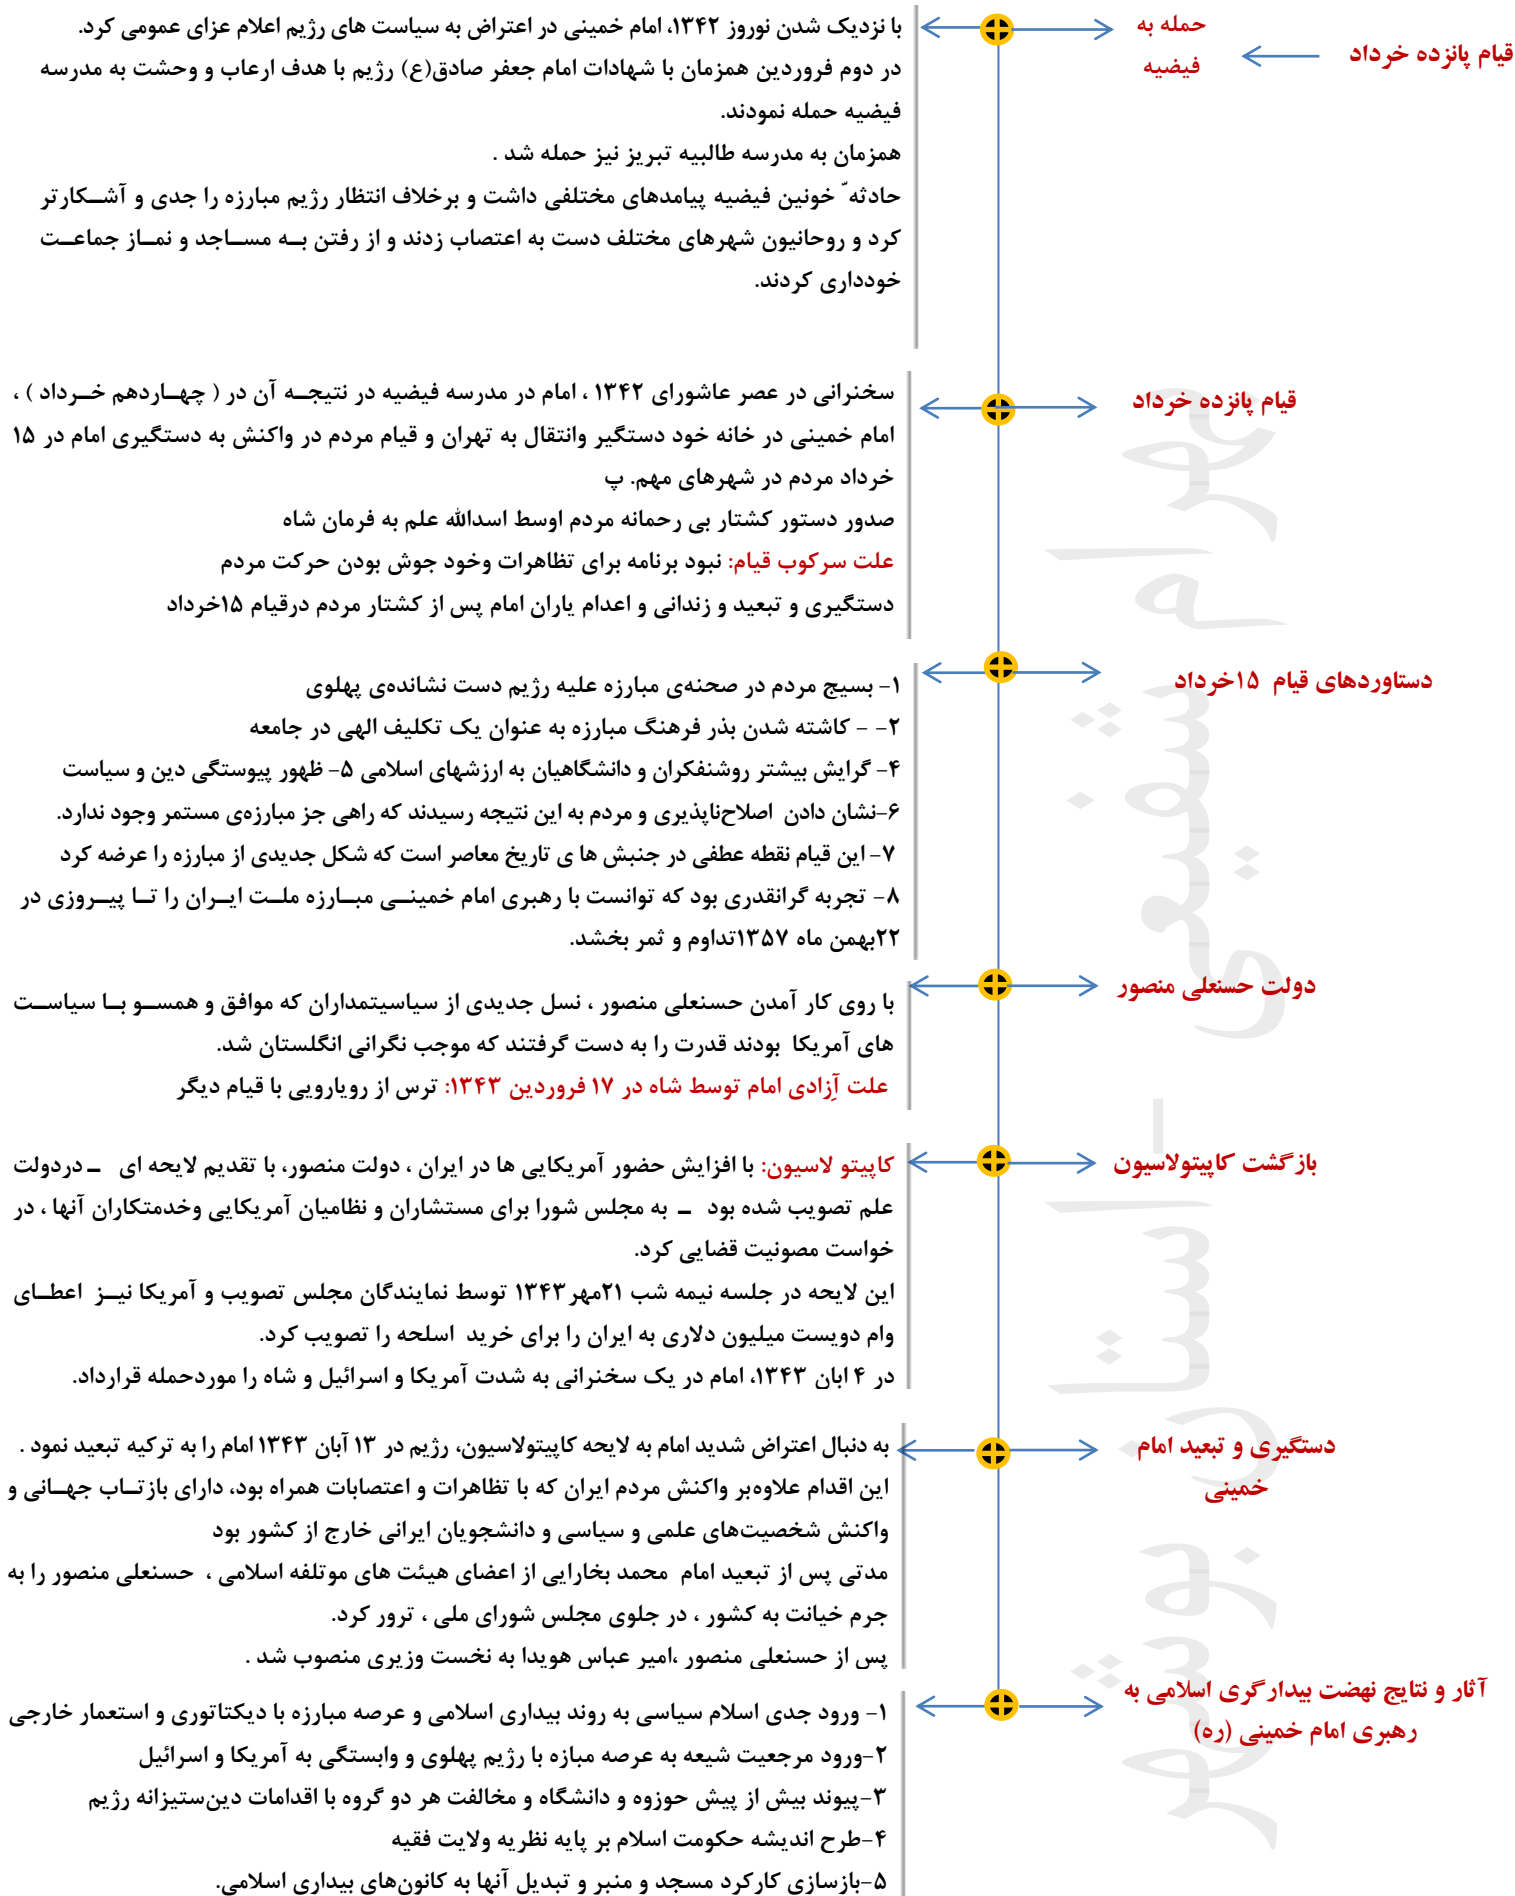 قیام پانزده خرداد
حمله به
فیضیه
با نزدیک شدن نوروز ۱۳۴۲، امام خمینی در اعتراض به سیاست های رژیم اعلام عزای عمومی کرد.
در دوم فروردین همزمان با شهادات امام جعفر صادق(ع) رژیم با هدف ارعاب و وحشت به مدرسه
فیضیه حمله نمودند.
همزمان به مدرسه طالبیه تبریز نیز حمله شد .
حادثه ّ خونین فیضیه پیامدهای مختلفی داشت و برخلاف انتظار رژیم مبارزه را جدی و آشـکارتر
کرد و روحانیون شهرهای مختلف دست به اعتصاب زدند و از رفتن بـه مسـاجد و نمـاز جماعـت
خودداری کردند.
قیام پانزده خرداد
سخنرانی در عصر عاشورای ۱۳۴۲ ، امام در مدرسه فیضیه در نتیجـه آن در ( چهـاردهم خـرداد ) ،
امام خمینی در خانه خود دستگیر وانتقال به تهران و قیام مردم در واکنش به دستگیری امام در ۱۵
خرداد مردم در شهرهای مهم. پ
صدور دستور کشتار بی رحمانه مردم اوسط اسدالله علم به فرمان شاه
علت سرکوب قیام: نبود برنامه برای تظاهرات وخود جوش بودن حرکت مردم
دستگیری و تبعید و زندانی و اعدام یاران امام پس از کشتار مردم درقیام ۱۵خرداد
دستاوردهای قیام ۱۵خرداد
۱- بسیج مردم در صحنه‌ی مبارزه علیه رژیم دست نشانده‌ی پهلوی
۲- - کاشته شدن بذر فرهنگ مبارزه به عنوان یک تکلیف الهی در جامعه
۴- گرایش بیشتر روشنفکران و دانشگاهیان به ارزشهای اسلامی ۵- ظهور پیوستگی دین و سیاست
۶-نشان دادن اصلاح‌ناپذیری و مردم به این نتیجه رسیدند که راهی جز مبارزه‌ی مستمر وجود ندارد.
۷- این قیام نقطه عطفی در جنبش ها ی تاریخ معاصر است که شکل جدیدی از مبارزه را عرضه کرد
۸- تجربه گرانقدری بود که توانست با رهبری امام خمینـی مبـارزه ملـت ایـران را تـا پیـروزی در
۲۲بهمن ماه ۱۳۵۷تداوم و ثمر بخشد.
دولت حسنعلی منصور
با روی کار آمدن حسنعلی منصور ، نسل جدیدی از سیاسیتمداران که موافق و همسـو بـا سیاسـت
های آمریکا بودند قدرت را به دست گرفتند که موجب نگرانی انگلستان شد.
علت آزِادی امام توسط شاه در ۱۷ فروردین ۱۳۴۳: ترس از رویارویی با قیام دیگر
بازگشت کاپیتولاسیون
کاپیتو لاسیون: با افزایش حضور آمریکایی ها در ایران ، دولت منصور، با تقدیم لایحه ای ـ دردولت
علم تصویب شده بود ـ به مجلس شورا برای مستشاران و نظامیان آمریکایی وخدمتکاران آنها ، در
خواست مصونیت قضایی کرد.
این لایحه در جلسه نیمه شب ۲۱مهر۱۳۴۳ توسط نمایندگان مجلس تصویب و آمریکا نیـز اعطـای
وام دویست میلیون دلاری به ایران را برای خرید اسلحه را تصویب کرد.
در ۴ ابان ۱۳۴۳، امام در یک سخنرانی به شدت آمریکا و اسرائیل و شاه را موردحمله قرارداد.
دستگیری و تبعید امام
خمینی
به دنبال اعتراض شدید امام به لایحه کاپیتولاسیون، رژیم در ۱۳ آبان ۱۳۴۳ امام را به ترکیه تبعید نمود .
این اقدام علاوه‌بر واکنش مردم ایران که با تظاهرات و اعتصابات همراه بود، دارای بازتـاب جهـانی و
واکنش شخصیت‌های علمی و سیاسی و دانشجویان ایرانی خارج از کشور بود
مدتی پس از تبعید امام محمد بخارایی از اعضای هیئت های موتلفه اسلامی ، حسنعلی منصور را به
جرم خیانت به کشور ، در جلوی مجلس شورای ملی ، ترور کرد.
پس از حسنعلی منصور ،امیر عباس هویدا به نخست وزیری منصوب شد .
آثار و نتایج نهضت بیدارگری اسلامی به
رهبری امام خمینی (ره)
۱- ورود جدی اسلام سیاسی به روند بیداری اسلامی و عرصه مبارزه با دیکتاتوری و استعمار خارجی
۲-ورود مرجعیت شیعه به عرصه مبازه با رژیم پهلوی و وابستگی به آمریکا و اسرائیل
۳-پیوند بیش از پیش حوزوه و دانشگاه و مخالفت هر دو گروه با اقدامات دین‌ستیزانه رژیم
۴-طرح اندیشه حکومت اسلام بر پایه نظریه ولایت فقیه
۵-بازسازی کارکرد مسجد و منبر و تبدیل آنها به کانون‌های بیداری اسلامی.